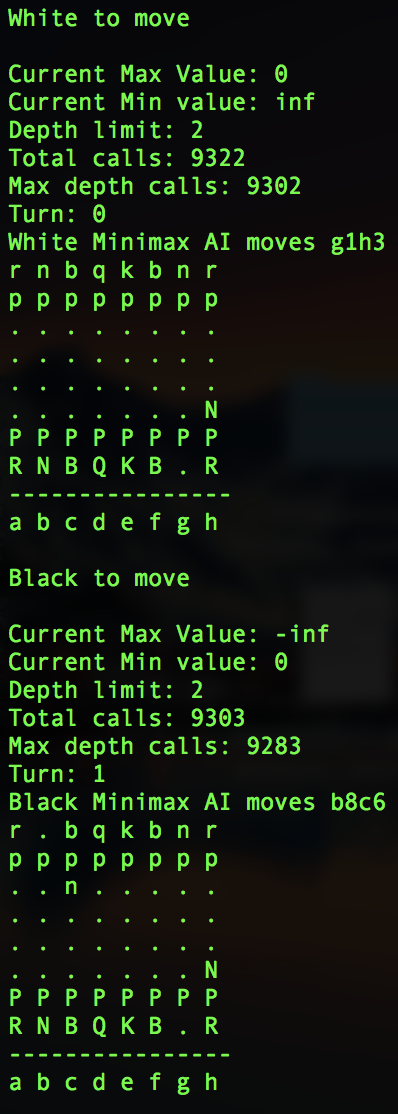 White to move
Current Max Value: 0
Current Min value: inf
Depth limit: 2
Total calls: 9322
Max depth calls: 9302
Turn: 0
White Minimax AI moves g1h3
r n b q k b n r
p p p p p p p p
. . . . . . . .
. . . . . . . .
. . . . . . . .
. . . . . . . N
P P P P P P P P
R N B Q K B . R
----------------
a b c d e f g h
Black to move
Current Max Value: -inf
Current Min value: 0
Depth limit: 2
Total calls: 9303
Max depth calls: 9283
Turn: 1
Black Minimax AI moves b8c6
r . b q k b n r
p p p p p p p p
. . n . . . . .
. . . . . . . .
. . . . . . . .
. . . . . . . N
P P P P P P P P
R N B Q K B . R
----------------
a b c d e f g h